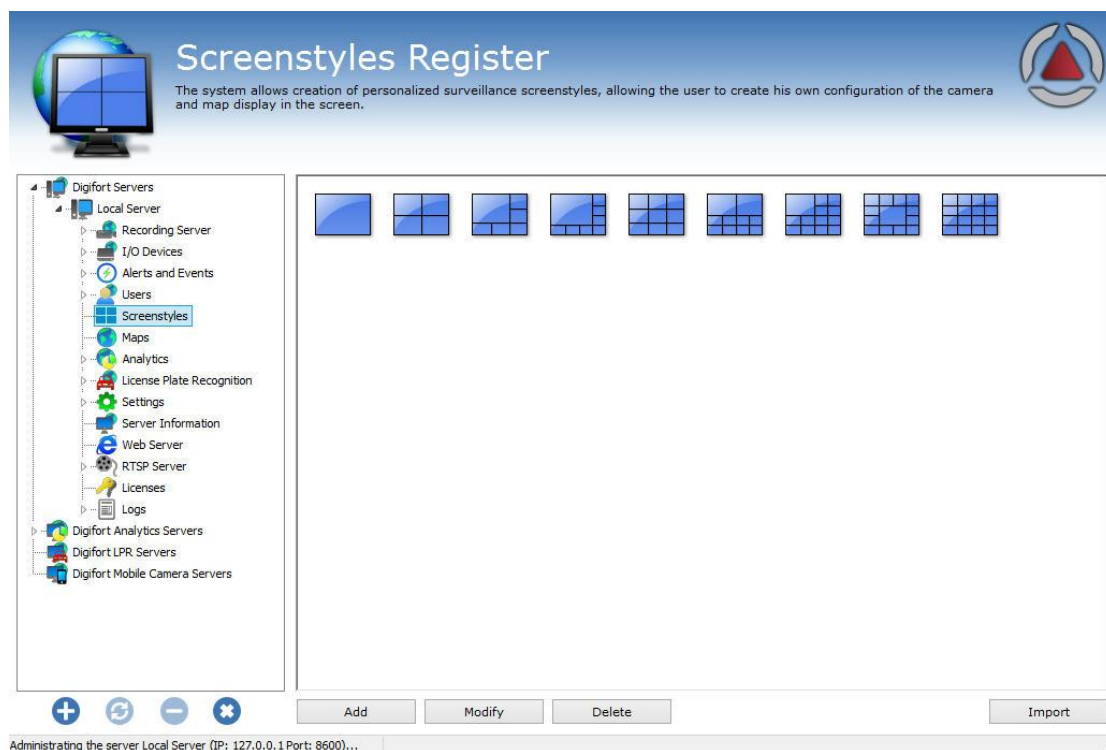 Screenstyles Register
The system allows creation of personalized surveillance screenstyles, allowing the user to create his own configuration of the camera
and map display in the screen.
Digifort Servers
Local Server
Recording Server
I/O Devices
Alerts and Events
Users
Screenstyles
Maps
Analytics
License Plate Recognition
Settings
Server Information
Web Server
RTSP Server
Licenses
Logs
Digifort Analytics Servers
Digifort LPR Servers
Digifort Mobile Camera Servers
Add
Modify
Delete
Import
Administrating the server Local Server (IP: 127.0.0.1 Port: 8600)...